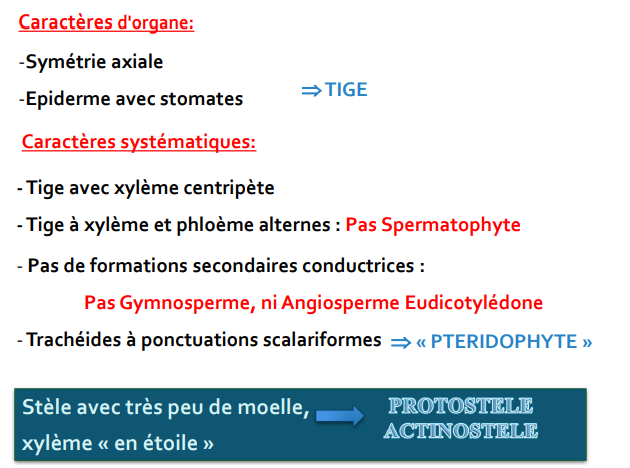 Caractères d'organe:
-Symétrie axiale
-Epiderme avec stomates
⇒ TIGE
Caractères systématiques:
- Tige avec xylème centripète
- Tige à xylème et phloème alternes : Pas Spermatophyte
- Pas de formations secondaires conductrices :
Pas Gymnosperme, ni Angiosperme Eudicotylédone
- Trachéides à ponctuations scalariformes ⇒ « PTERIDOPHYTE »
Stèle avec très peu de moelle,
xylème « en étoile »
PROTOSTELE
ACTINOSTELE